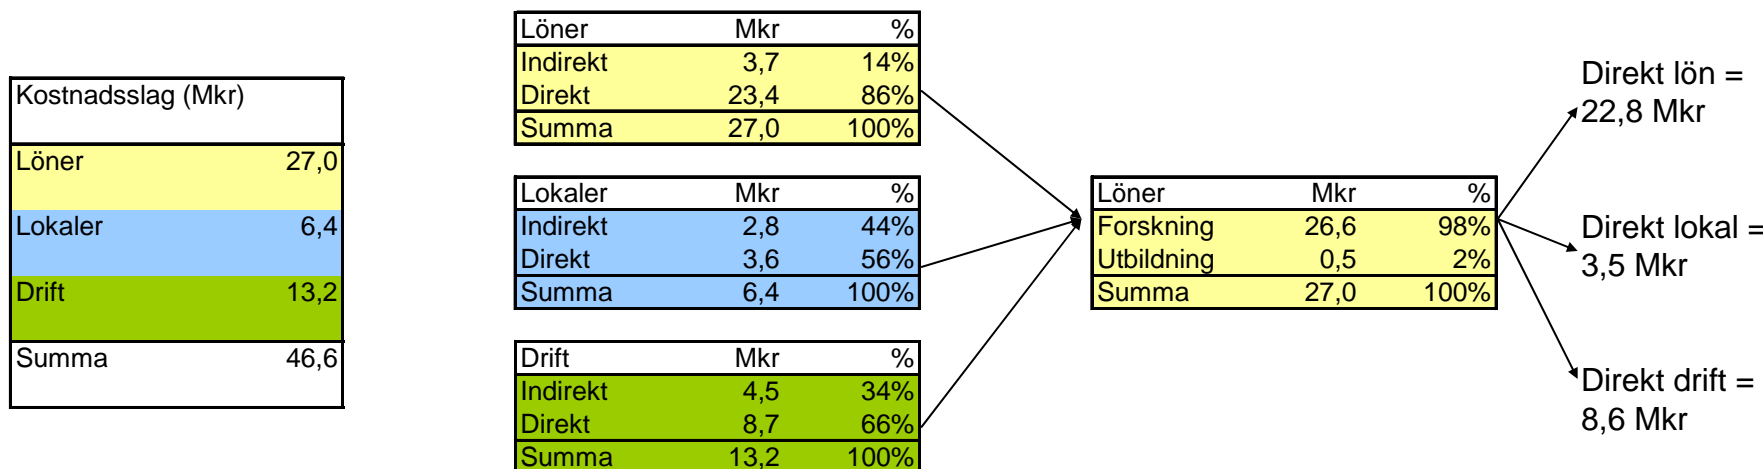 Kostnadsslag (Mkr)
Löner 27,0
Lokaler 6,4
Drift 13,2
Summa 46,6
Löner Mkr %
Indirekt 3,7 14%
Direkt 23,4 86%
Summa 27,0 100%
Lokaler Mkr %
Indirekt 2,8 44%
Direkt 3,6 56%
Summa 6,4 100%
Drift Mkr %
Indirekt 4,5 34%
Direkt 8,7 66%
Summa 13,2 100%
Löner Mkr %
Forskning 26,6 98%
Utbildning 0,5 2%
Summa 27,0 100%
Direkt lön =
22,8 Mkr
Direkt lokal =
3,5 Mkr
Direkt drift =
8,6 Mkr